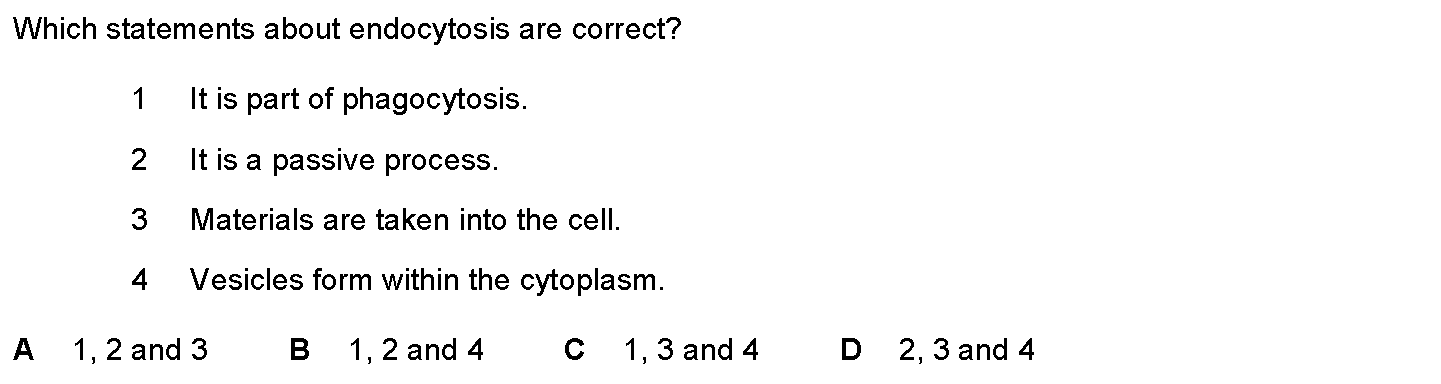 Which statements about endocytosis are correct?
1 It is part of phagocytosis.
2 It is a passive process.
3 Materials are taken into the cell.
4 Vesicles form within the cytoplasm.
A 1, 2 and 3 B 1, 2 and 4 C 1, 3 and 4 D 2, 3 and 4